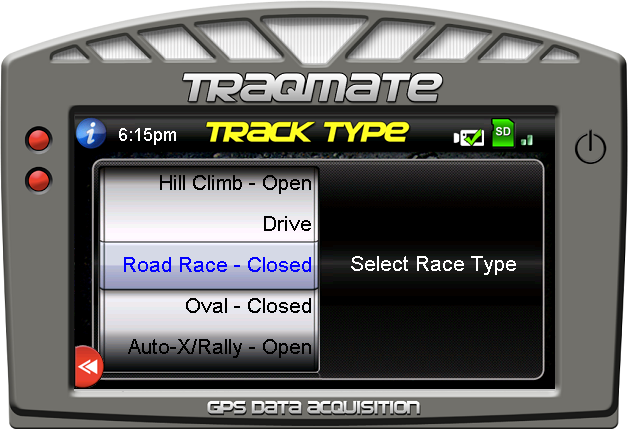 TRAQMATE
6:15pm TRACK TYPE SD
Hill Climb - Open
Drive
Road Race - Closed
Select Race Type
Oval - Closed
Auto-X/Rally - Open
GPS DATA ACQUISITION